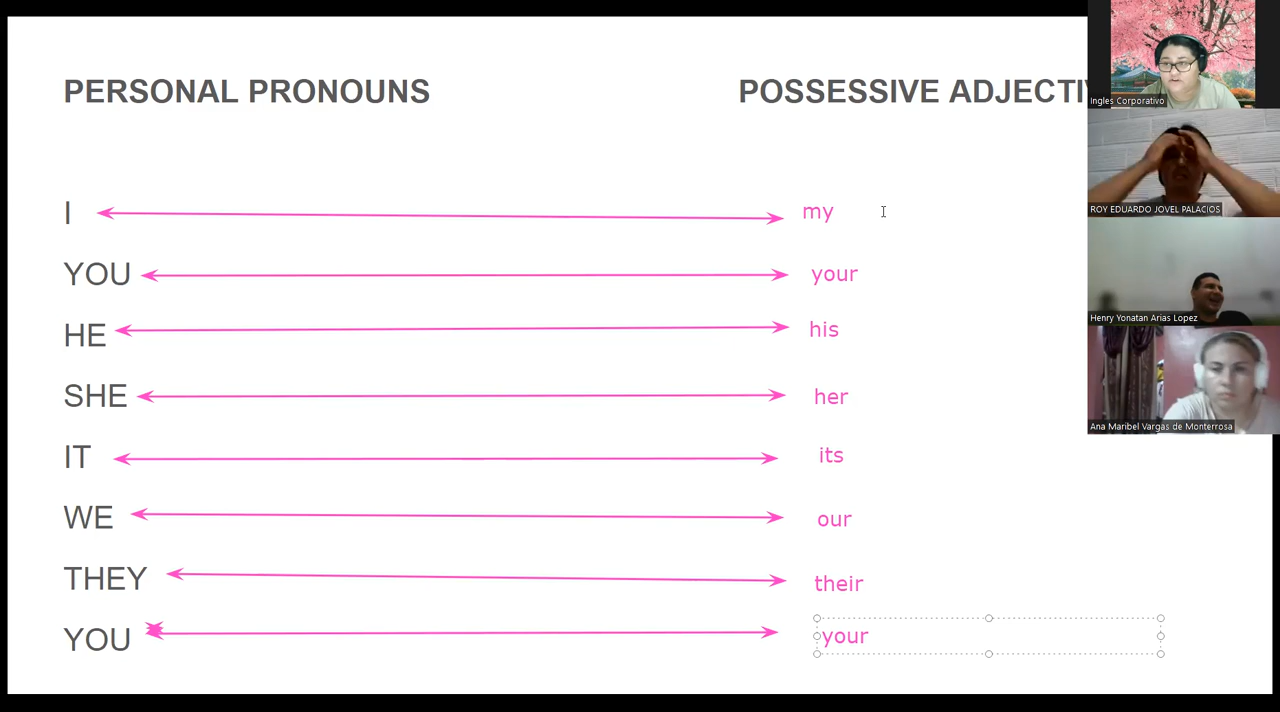 PERSONAL PRONOUNS
POSSESSIVE ADJECTIV
I my
YOU your
HE his
SHE her
IT its
WE our
THEY their
YOU your
Ingles Corporativo
ROY EDUARDO JOVEL PALACIOS
Henry Yonatan Arias Lopez
Ana Maribel Vargas de Monterrosa